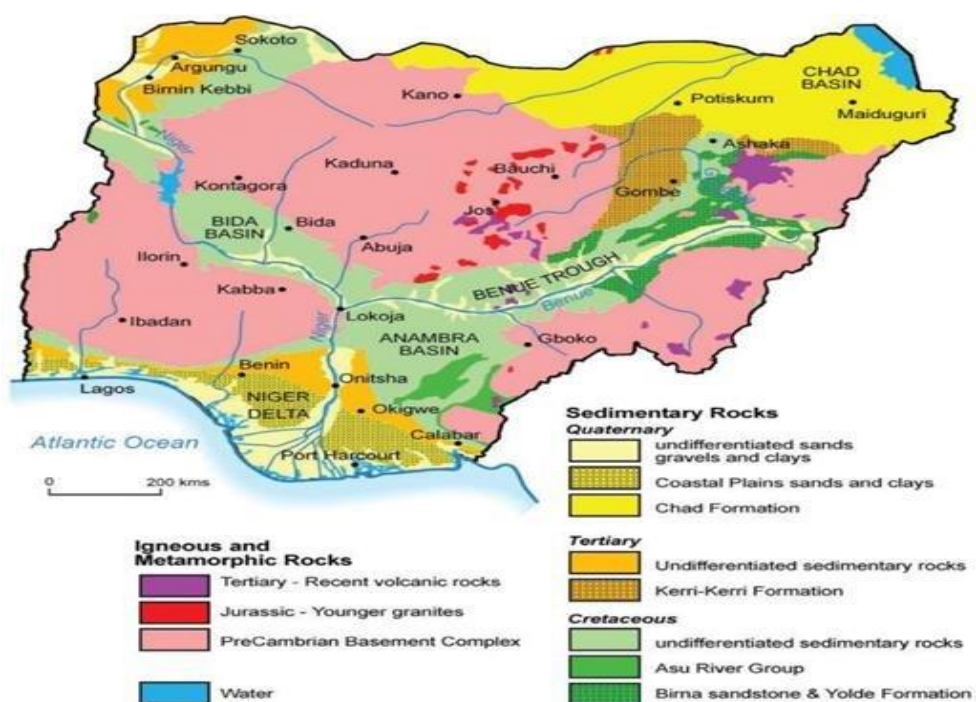 Sokoto
Argungu
Birnin Kebbi
Kano
CHAD
BASIN
Potiskum
Maiduguri
Niger
Ashaka
Kaduna
Bauchi
Kontagora
Gombe
Jos
BIDA
BASIN
Bida
Abuja
Ilorin
BENUE TROUGH
Kabba
Benue
Lokoja
Ibadan
Niger
ANAMBRA
BASIN
Gboko
Benin
Lagos
Onitsha
NIGER
DELTA
Okigwe
Calabar
Atlantic Ocean
Port Harcourt
0 200 kms
Sedimentary Rocks
Quaternary
undifferentiated sands
gravels and clays
Coastal Plains sands and clays
Chad Formation
Tertiary
Undifferentiated sedimentary rocks
Kerri-Kerri Formation
Cretaceous
undifferentiated sedimentary rocks
Asu River Group
Birna sandstone & Yolde Formation
Igneous and
Metamorphic Rocks
Tertiary - Recent volcanic rocks
Jurassic - Younger granites
PreCambrian Basement Complex
Water